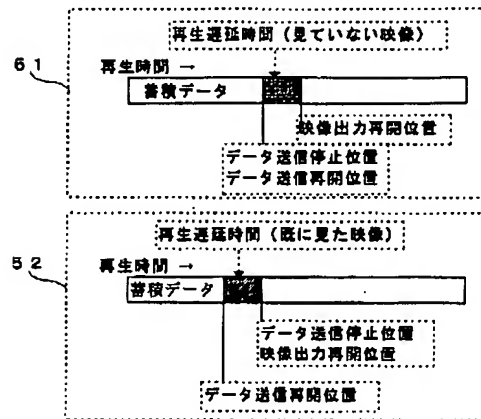 再生遅延時間（見ていない映像）
61
再生時間 →
蓄積データ
映像出力再開位置
データ送信停止位置
データ送信再開位置
再生遅延時間（既に見た映像）
52
再生時間 →
蓄積データ
データ送信停止位置
映像出力再開位置
データ送信再開位置